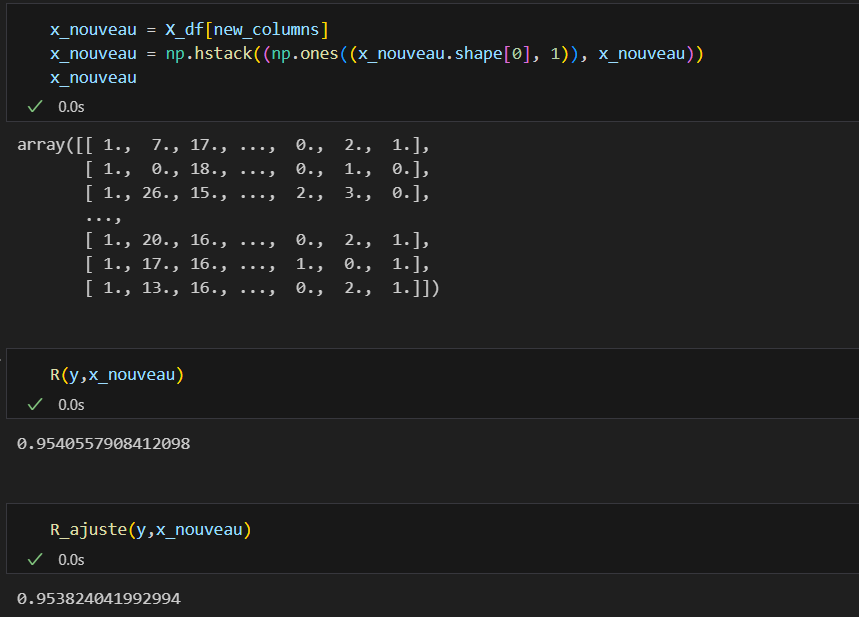 x_nouveau = X_df[new_columns]
x_nouveau = np.hstack((np.ones((x_nouveau.shape[0], 1)), x_nouveau))
x_nouveau
0.0s
array([[ 1.,  7., 17., ...,  0.,  2.,  1.],
       [ 1.,  0., 18., ...,  0.,  1.,  0.],
       [ 1., 26., 15., ...,  2.,  3.,  0.],
       ...,
       [ 1., 20., 16., ...,  0.,  2.,  1.],
       [ 1., 17., 16., ...,  1.,  0.,  1.],
       [ 1., 13., 16., ...,  0.,  2.,  1.]])
R(y,x_nouveau)
0.0s
0.9540557908412098
R_ajuste(y,x_nouveau)
0.0s
0.953824041992994